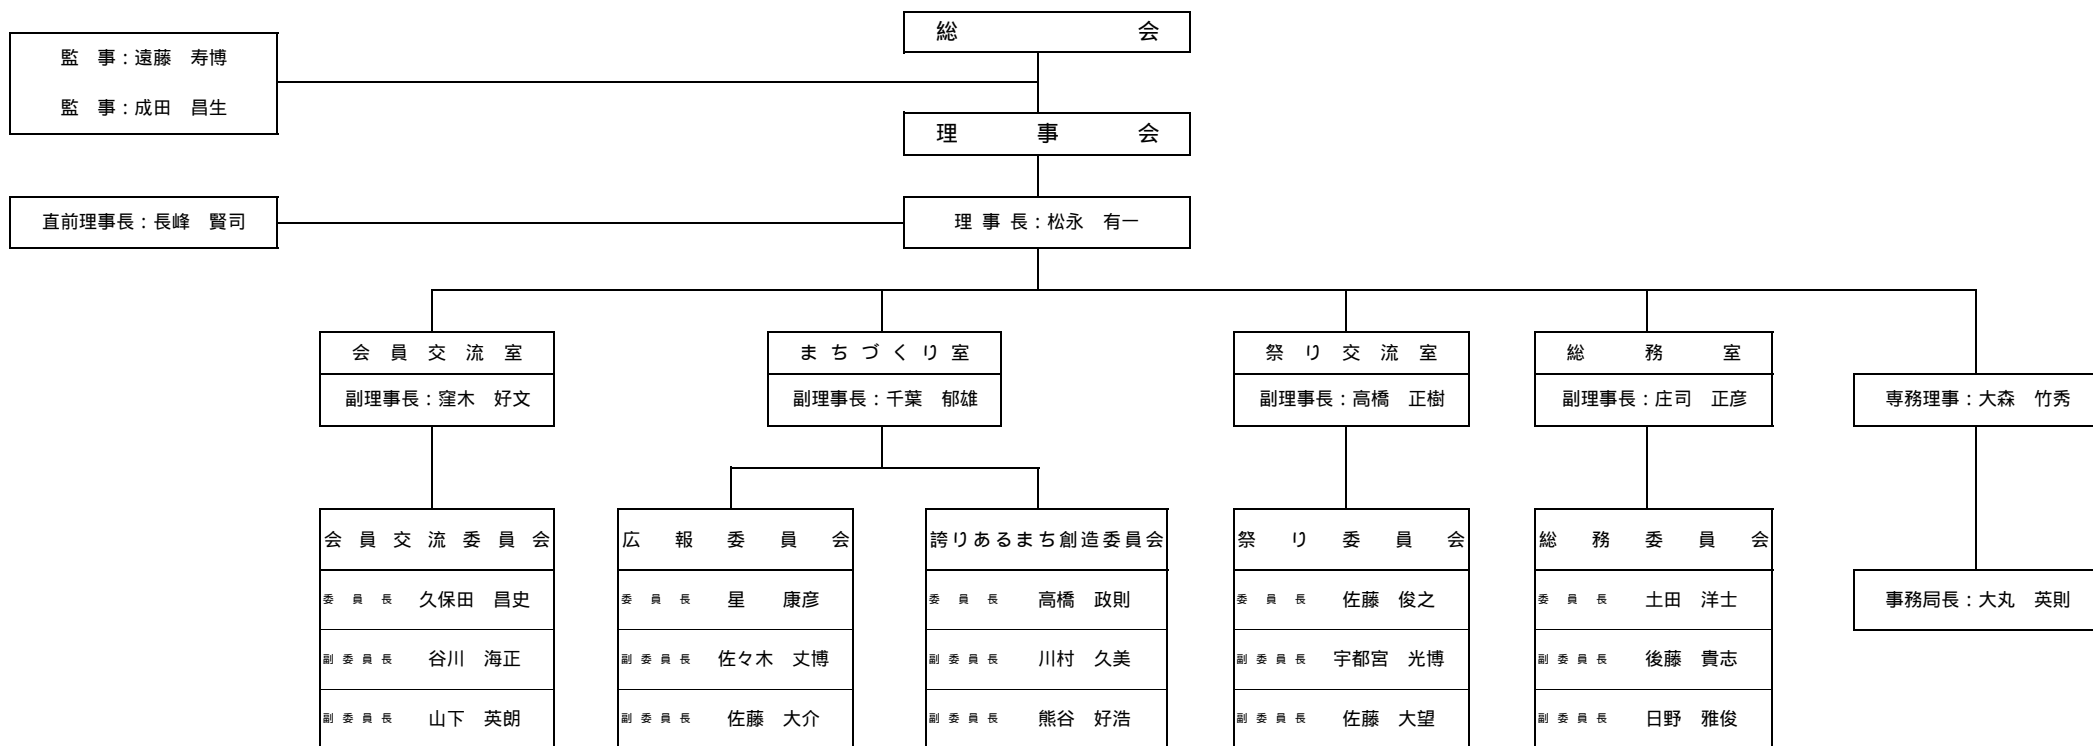 総　会
監　事：遠藤　寿博
監　事：成田　昌生
理　事　会
直前理事長：長峰　賢司
理 事 長：松永　有一
会 員 交 流 室
副理事長：窪木　好文
ま ち づ く り 室
副理事長：千葉　郁雄
祭 り 交 流 室
副理事長：高橋　正樹
総　務　室
副理事長：庄司　正彦
専務理事：大森　竹秀
会 員 交 流 委 員 会
委 員 長　久保田　昌史
副 委 員 長　谷川　海正
副 委 員 長　山下　英朗
広 報 委 員 会
委 員 長　星　康彦
副 委 員 長　佐々木　丈博
副 委 員 長　佐藤　大介
誇りあるまち創造委員会
委 員 長　高橋　政則
副 委 員 長　川村　久美
副 委 員 長　熊谷　好浩
祭 り 委 員 会
委 員 長　佐藤　俊之
副 委 員 長　宇都宮　光博
副 委 員 長　佐藤　大望
総 務 委 員 会
委 員 長　土田　洋士
副 委 員 長　後藤　貴志
副 委 員 長　日野　雅俊
事務局長：大丸　英則